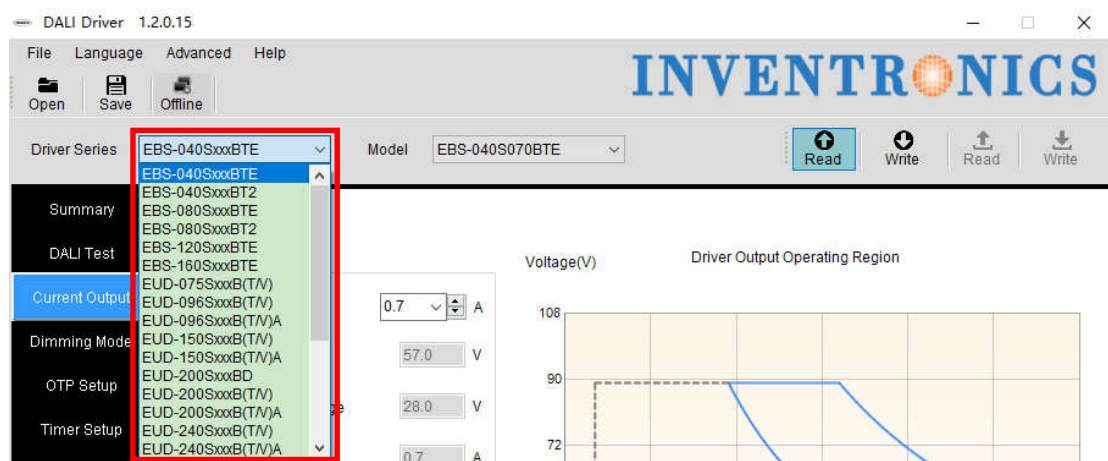 DALI Driver 1.2.0.15
File Language Advanced Help
INVENTRONICS
Open Save Offline
Driver Series EBS-040SxxxBTE Model EBS-040S070BTE Read Write Read Write
EBS-040SxxxBTE
EBS-040SxxxBT2
EBS-080SxxxBTE
EBS-080SxxxBT2
EBS-120SxxxBTE
EBS-160SxxxBTE
EUD-075SxxxB(T/V)
EUD-096SxxxB(T/V)
EUD-096SxxxB(T/V)A
EUD-150SxxxB(T/V)
EUD-150SxxxB(T/V)A
EUD-200SxxxBD
EUD-200SxxxB(T/V)
EUD-200SxxxB(T/V)A
EUD-240SxxxB(T/V)
EUD-240SxxxB(T/V)A
Summary
DALI Test
Current Output
Dimming Mode
OTP Setup
Timer Setup
0.7 A
57.0 V
28.0 V
0.7 A
Voltage(V) Driver Output Operating Region
108
90
72